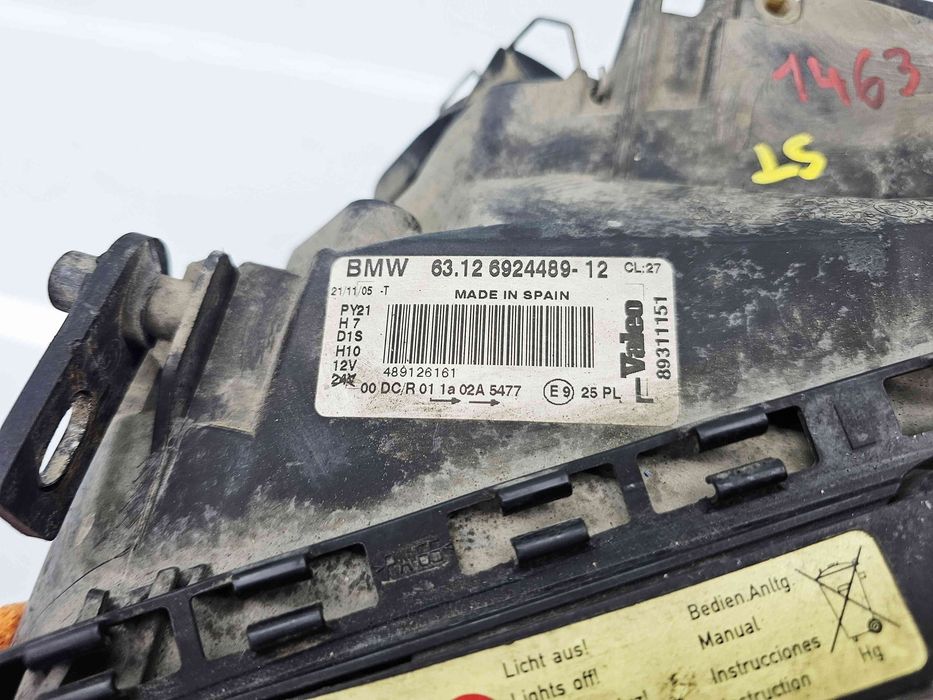 1463
ST
BMW 63.12 6924489-12 CL:27
21/11/05 -T
MADE IN SPAIN
PY21
H7
D1S
H10
12V
24V
489126161
00 DC/R 01 1a 02A 5477 E9 25 PL
Valeo
89311151
L
Licht aus!
Lights off!
Bedien.Anltg.
Manual
Instrucciones
Hg